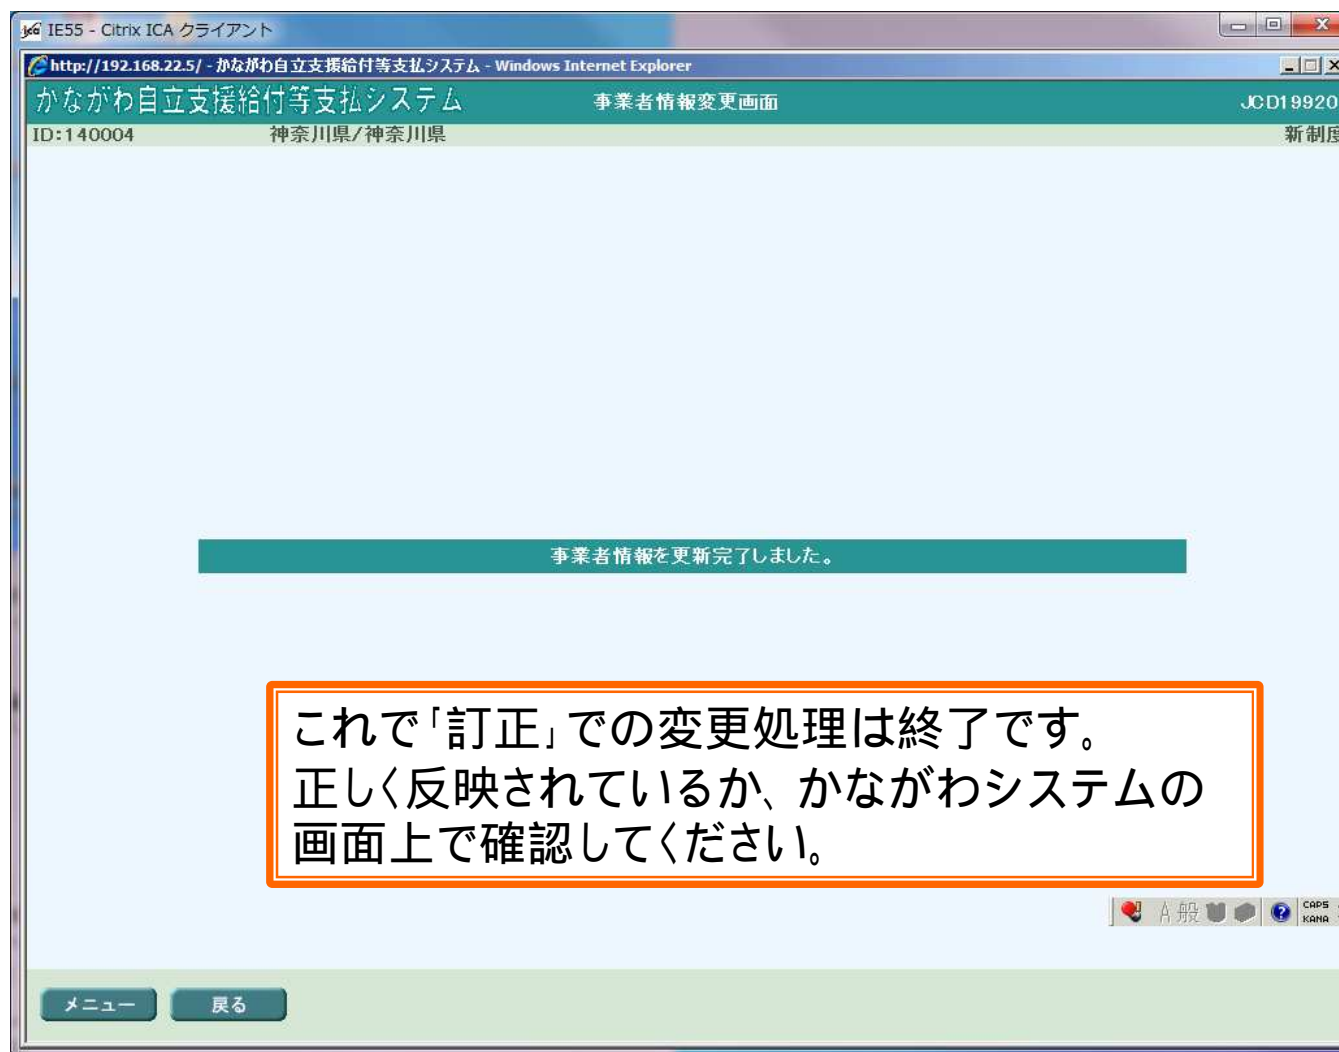 IE55 - Citrix ICA クライアント
http://192.168.22.5/ - かながわ自立支援給付等支払システム - Windows Internet Explorer
かながわ自立支援給付等支払システム 事業者情報変更画面 JCD19920
ID:140004 神奈川県/神奈川県 新制度
事業者情報を更新完了しました。
これで「訂正」での変更処理は終了です。
正しく反映されているか、かながわシステムの
画面上で確認してください。
A 般 CAPS
KANA
メニュー 戻る